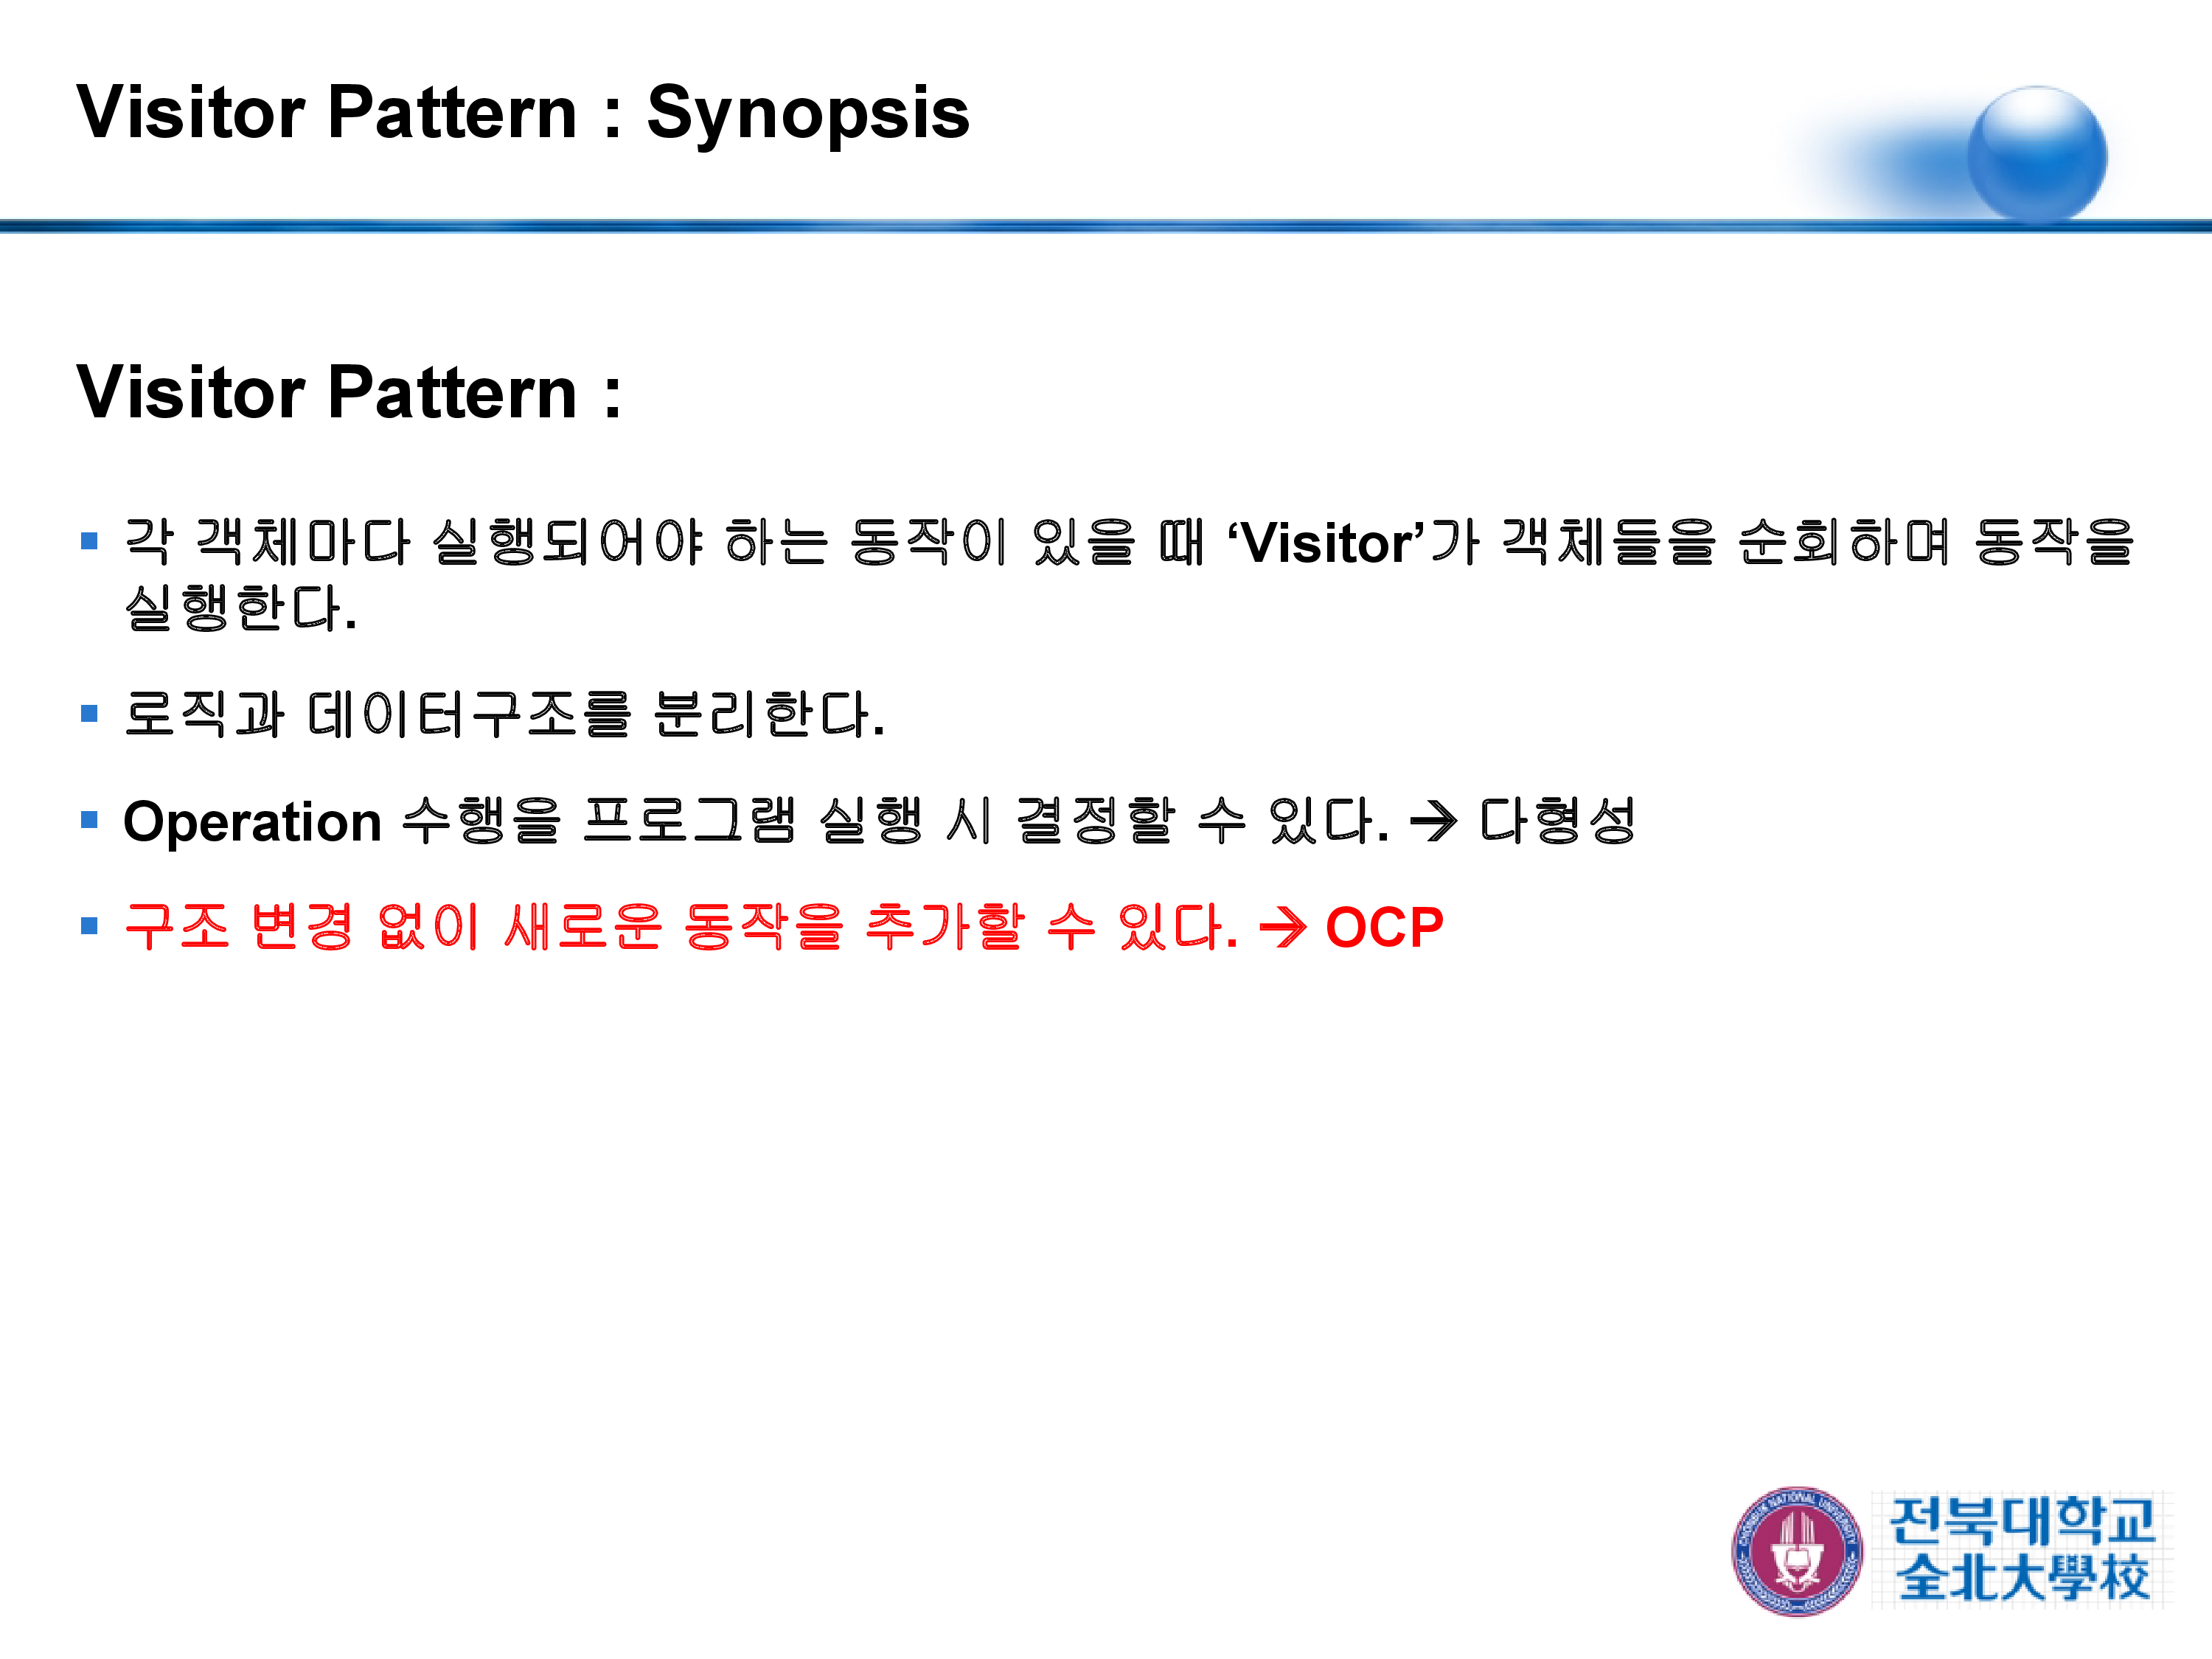 Visitor Pattern : Synopsis
Visitor Pattern :
▪ 각 객체마다 실행되어야 하는 동작이 있을 때 ‘Visitor’가 객체들을 순회하며 동작을
실행한다.
▪ 로직과 데이터구조를 분리한다.
▪ Operation 수행을 프로그램 실행 시 결정할 수 있다. → 다형성
▪ 구조 변경 없이 새로운 동작을 추가할 수 있다. → OCP
CHONBUK NATIONAL UNIVERSITY
전북대학교
全北大學校